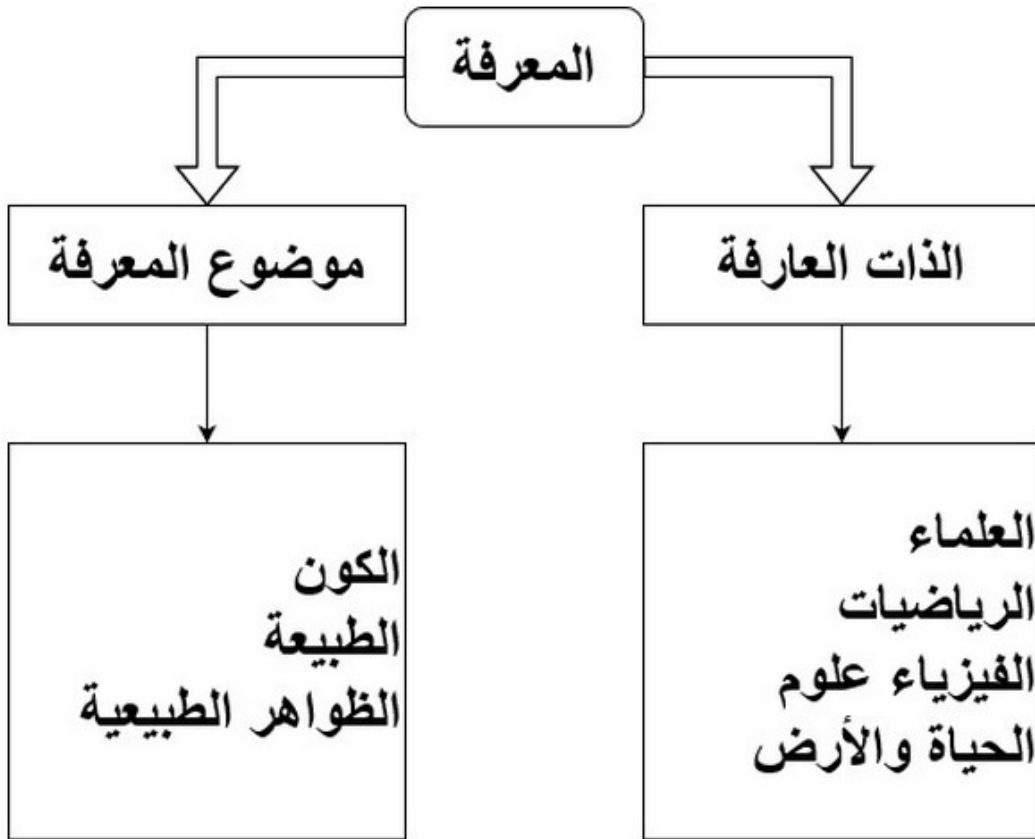 المعرفة
الذات العارفة
موضوع المعرفة
العلماء
الرياضيات
الفيزياء علوم
الحياة والأرض
الكون
الطبيعة
الظواهر الطبيعية